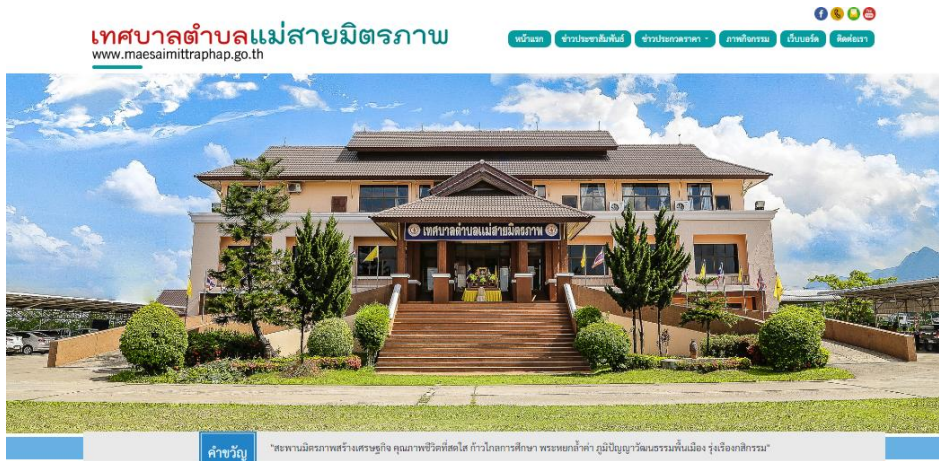 เทศบาลตำบลแม่สายมิตรภาพ
www.maesaimittraphap.go.th
หน้าแรก
ข่าวประชาสัมพันธ์
ข่าวประกวดราคา
ภาพกิจกรรม
เว็บบอร์ด
ติดต่อเรา
เทศบาลตำบลแม่สายมิตรภาพ
คำขวัญ
"สะพานมิตรภาพสร้างเศรษฐกิจ คุณภาพชีวิตที่สดใส ก้าวไกลการศึกษา พระหยกล้ำค่า ภูมิปัญญาวัฒนธรรมพื้นเมือง รุ่งเรืองกสิกรรม"